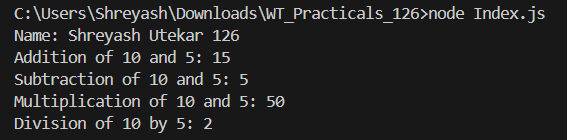 C:\Users\Shreyash\Downloads\WT_Practicals_126>node Index.js
Name: Shreyash Utekar 126
Addition of 10 and 5: 15
Subtraction of 10 and 5: 5
Multiplication of 10 and 5: 50
Division of 10 by 5: 2